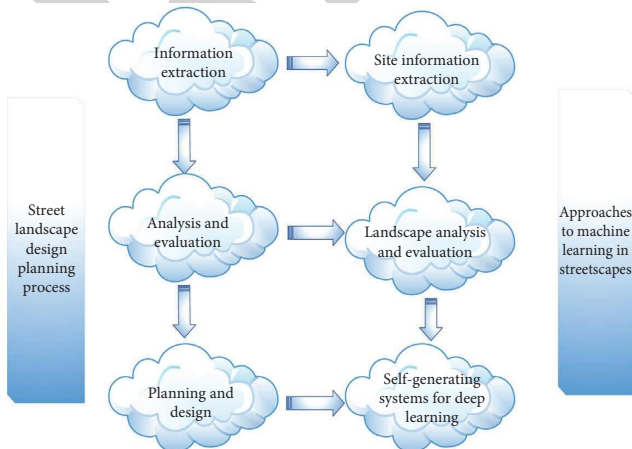 Information
extraction
Site information
extraction
Street
landscape
design
planning
process
Analysis and
evaluation
Landscape analysis
and evaluation
Approaches
to machine
learning in
streetscapes
Planning and
design
Self-generating
systems for deep
learning